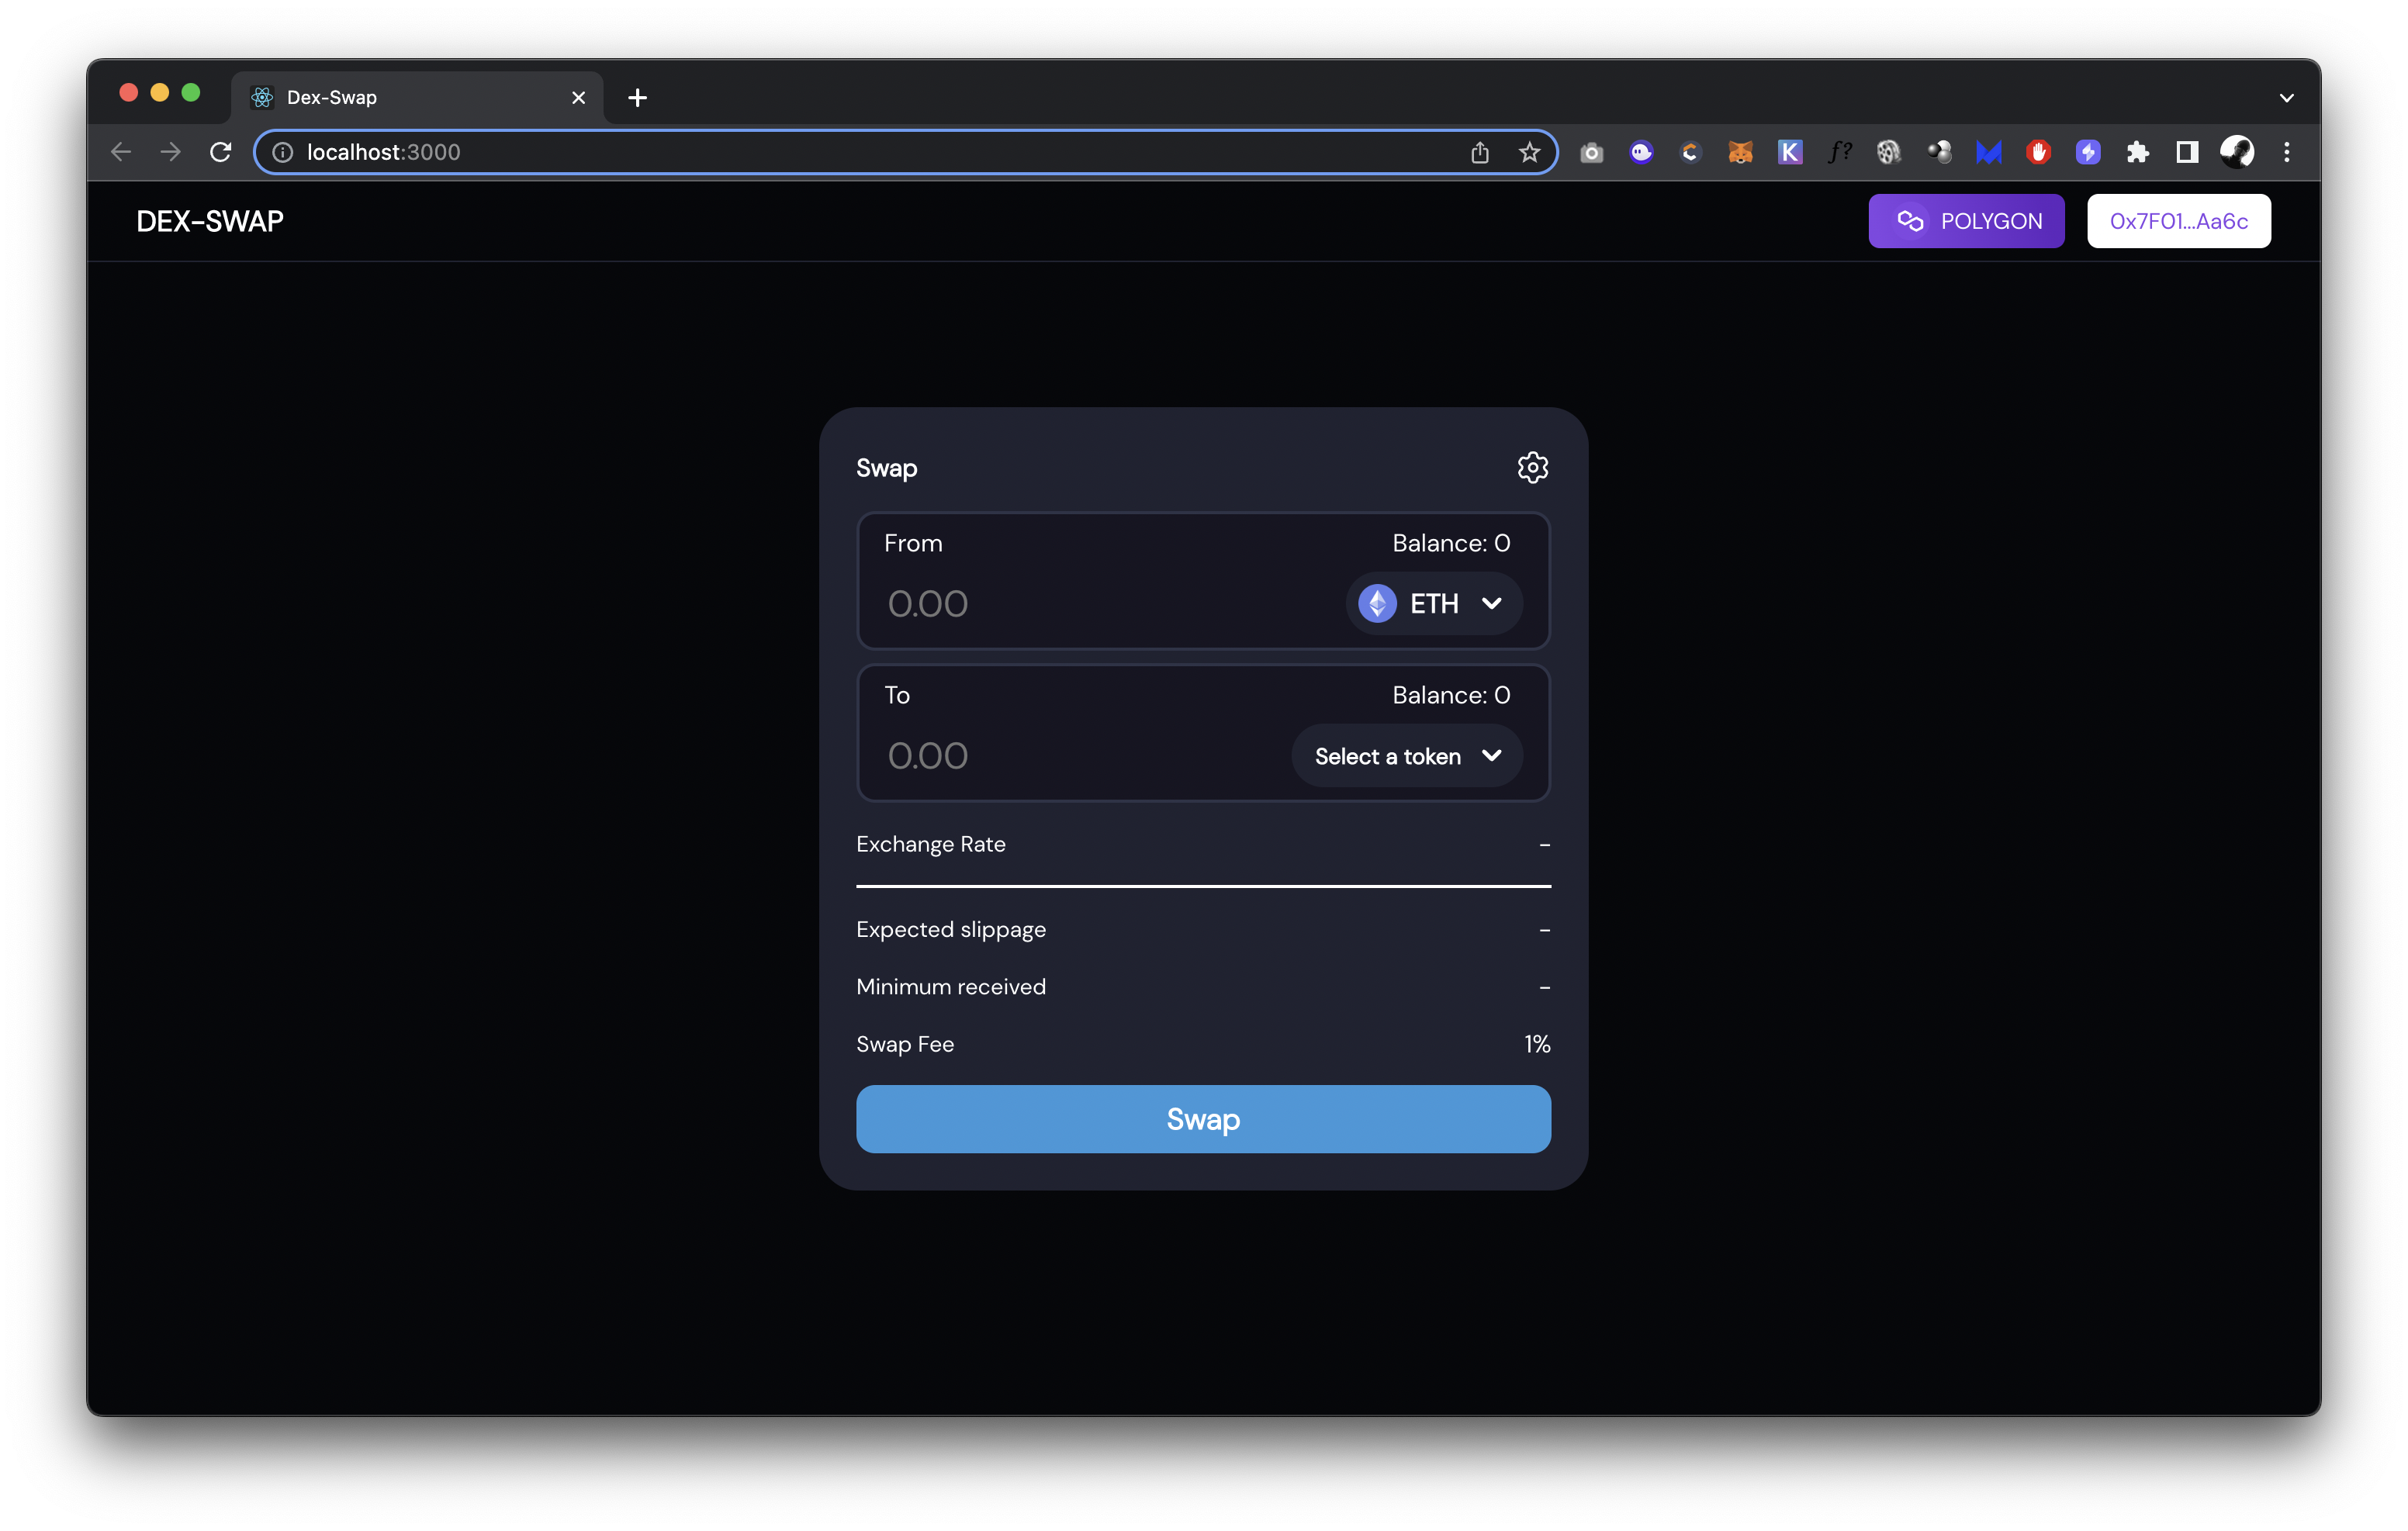 Dex-Swap
localhost:3000
DEX-SWAP
POLYGON
0x7F01...Aa6c
Swap
From
Balance: 0
0.00
ETH
To
Balance: 0
0.00
Select a token
Exchange Rate
-
Expected slippage
-
Minimum received
-
Swap Fee
1%
Swap